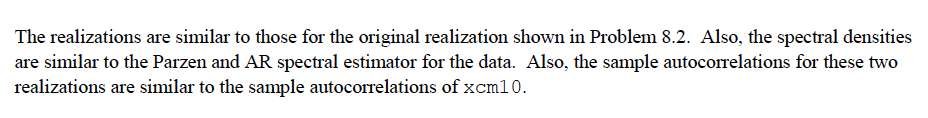 The realizations are similar to those for the original realization shown in Problem 8.2.  Also, the spectral densities
are similar to the Parzen and AR spectral estimator for the data.  Also, the sample autocorrelations for these two
realizations are similar to the sample autocorrelations of xcm10.